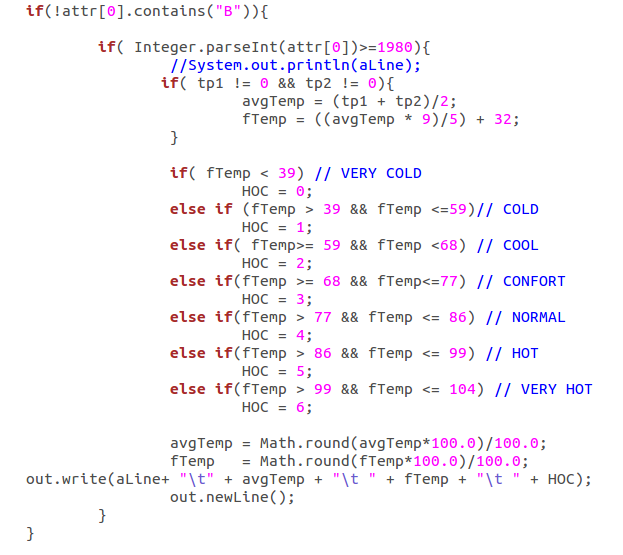 if(!attr[0].contains("B")){
if( Integer.parseInt(attr[0])>=1980){
//System.out.println(aLine);
if( tp1 != 0 && tp2 != 0){
avgTemp = (tp1 + tp2)/2;
fTemp = ((avgTemp * 9)/5) + 32;
}
if( fTemp < 39) // VERY COLD
HOC = 0;
else if (fTemp > 39 && fTemp <=59)// COLD
HOC = 1;
else if( fTemp>= 59 && fTemp <68) // COOL
HOC = 2;
else if(fTemp >= 68 && fTemp<=77) // CONFORT
HOC = 3;
else if(fTemp > 77 && fTemp <= 86) // NORMAL
HOC = 4;
else if(fTemp > 86 && fTemp <= 99) // HOT
HOC = 5;
else if(fTemp > 99 && fTemp <= 104) // VERY HOT
HOC = 6;
avgTemp = Math.round(avgTemp*100.0)/100.0;
fTemp   = Math.round(fTemp*100.0)/100.0;
out.write(aLine+ "\t" + avgTemp + "\t " + fTemp + "\t " + HOC);
out.newLine();
}
}